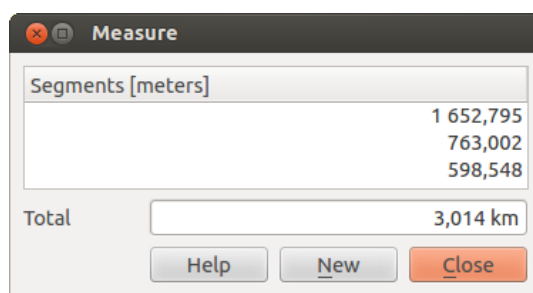 Measure
Segments [meters]
1 652,795
763,002
598,548
Total 3,014 km
Help New Close